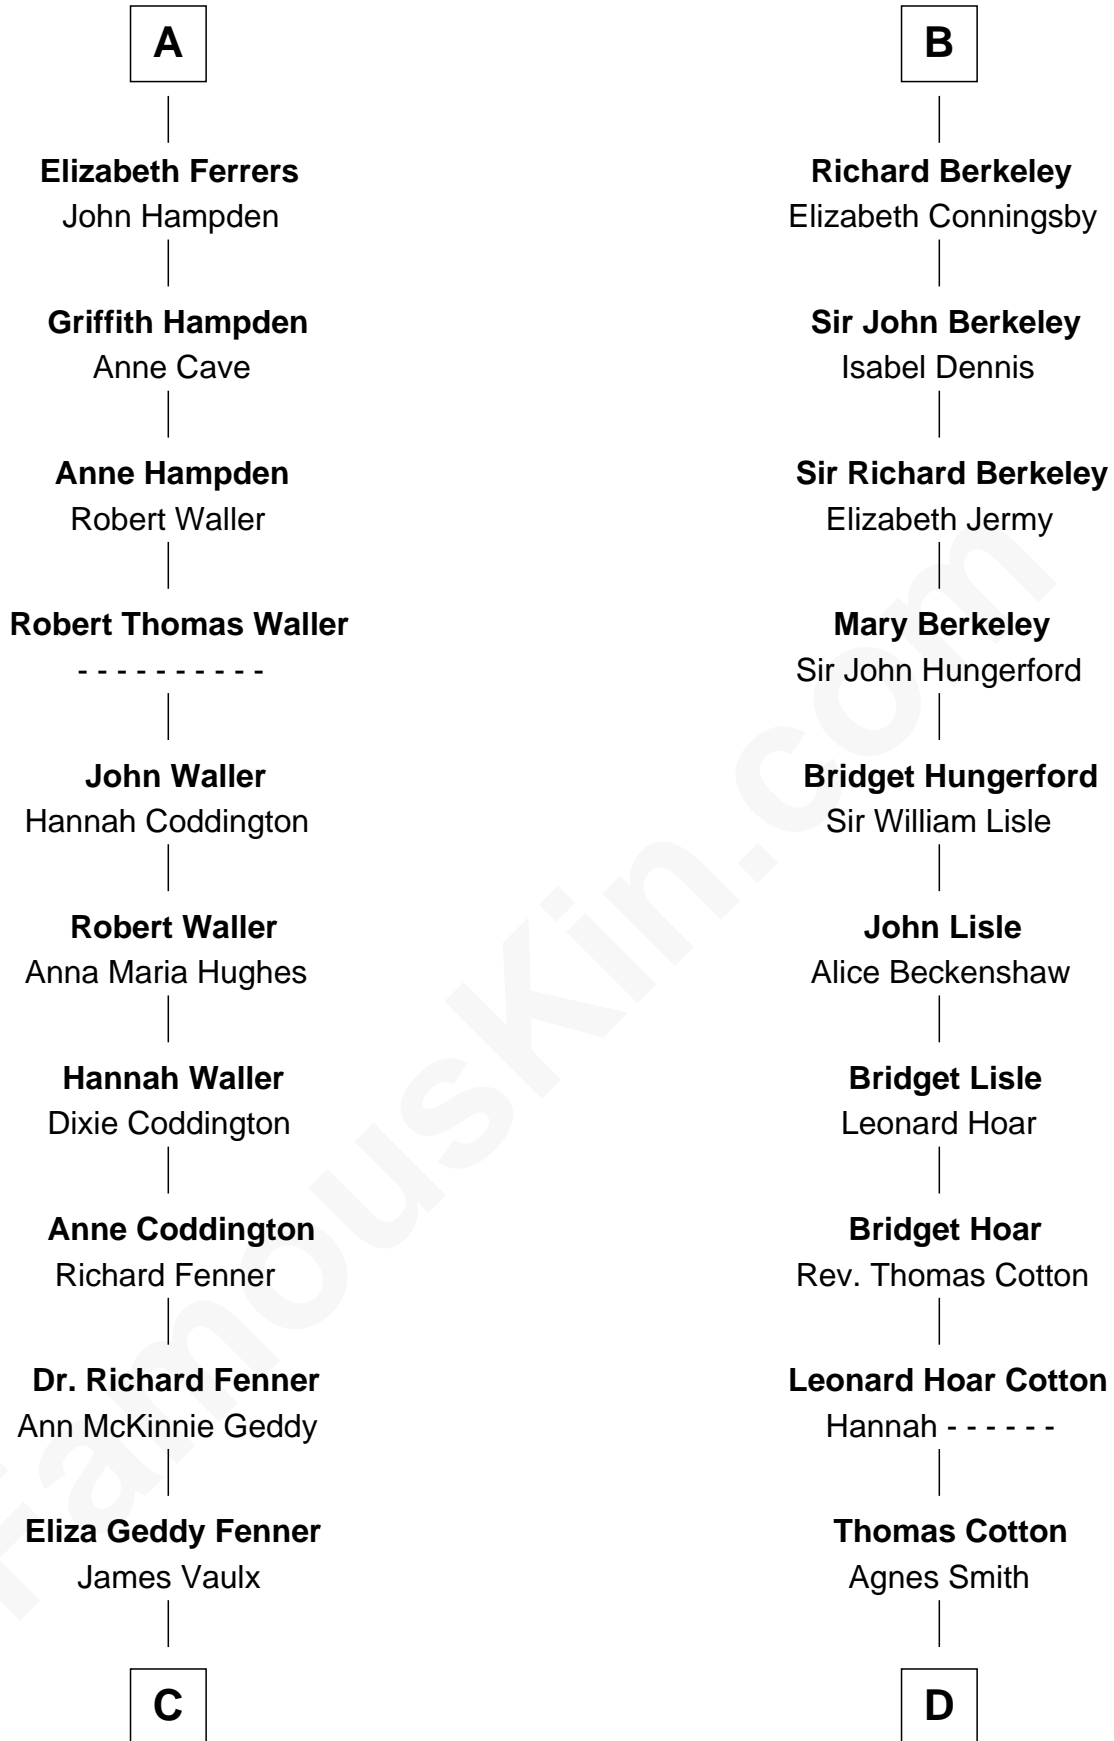 A
Elizabeth Ferrers
John Hampden
Griffith Hampden
Anne Cave
Anne Hampden
Robert Waller
Robert Thomas Waller
- - - - - - - - - -
John Waller
Hannah Coddington
Robert Waller
Anna Maria Hughes
Hannah Waller
Dixie Coddington
Anne Coddington
Richard Fenner
Dr. Richard Fenner
Ann McKinnie Geddy
Eliza Geddy Fenner
James Vaulx
C
B
Richard Berkeley
Elizabeth Conningsby
Sir John Berkeley
Isabel Dennis
Sir Richard Berkeley
Elizabeth Jermy
Mary Berkeley
Sir John Hungerford
Bridget Hungerford
Sir William Lisle
John Lisle
Alice Beckenshaw
Bridget Lisle
Leonard Hoar
Bridget Hoar
Rev. Thomas Cotton
Leonard Hoar Cotton
Hannah - - - - - -
Thomas Cotton
Agnes Smith
D
FamousKin.com